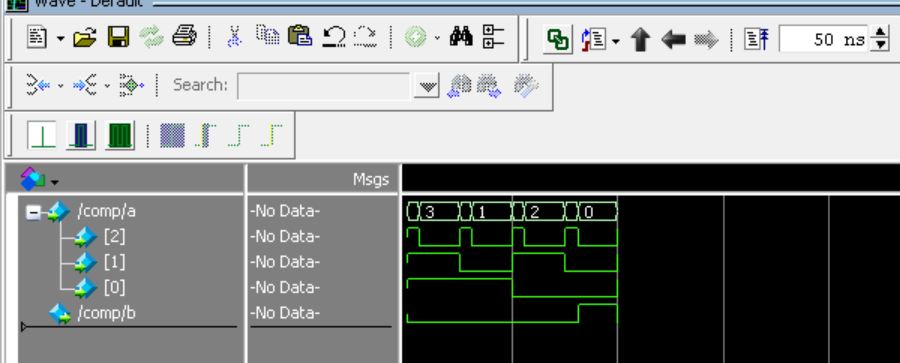 Wave - Default
50 ns
Search:
Msgs
/comp/a -No Data- 3 1 2 0
[2] -No Data-
[1] -No Data-
[0] -No Data-
/comp/b -No Data-